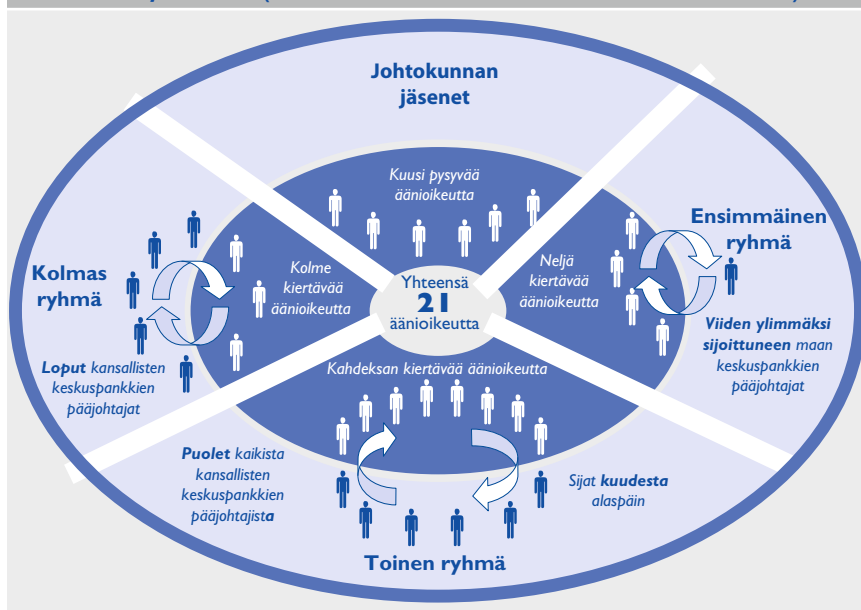 Johtokunnan
jäsenet
Kuusi pysyvää
äänioikeutta
Ensimmäinen
ryhmä
Neljä
kiertävää
äänioikeutta
Viiden ylimmäksi
sijoittuneen maan
keskuspankkien
pääjohtajat
Kolmas
ryhmä
Kolme
kiertävää
äänioikeutta
Loput kansallisten
keskuspankkien
pääjohtajat
Yhteensä
21
äänioikeutta
Kahdeksan kiertävää äänioikeutta
Puolet kaikista
kansallisten
keskuspankkien
pääjohtajista
Sijat kuudesta
alaspäin
Toinen ryhmä